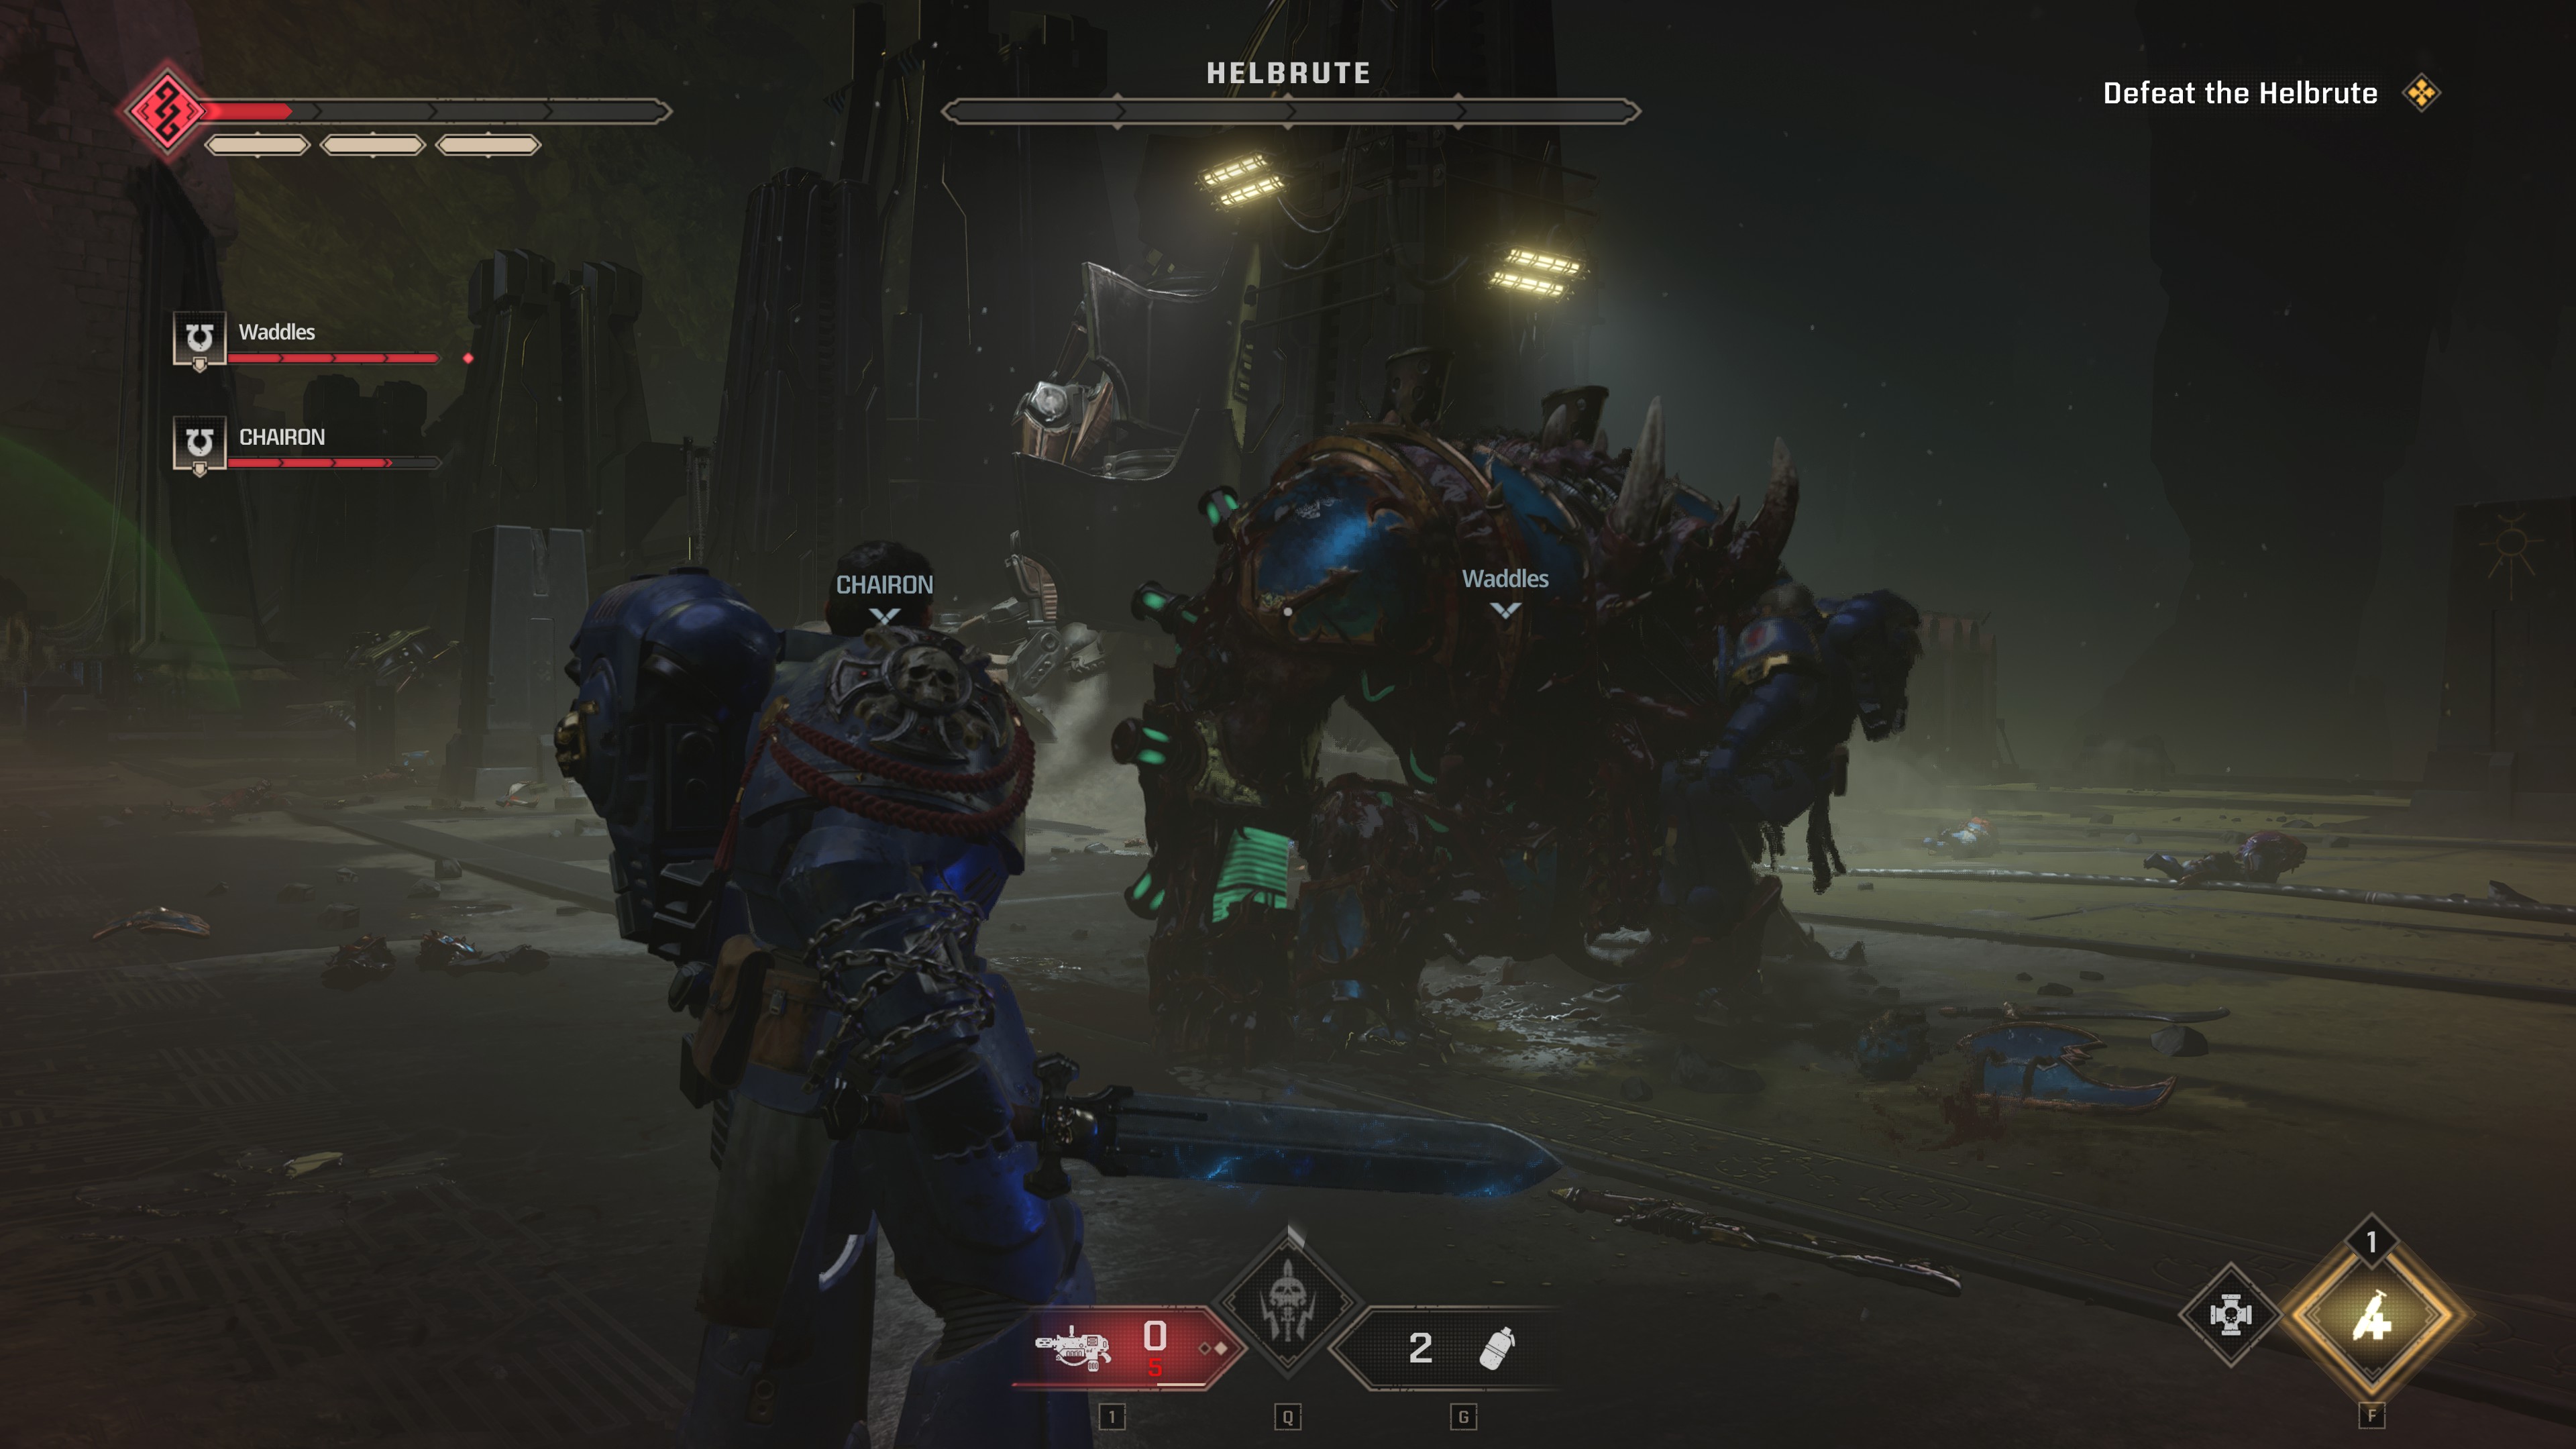 HELBRUTE
Defeat the Helbrute
Waddles
CHAIRON
CHAIRON
Waddles
1
0
5
2
1
Q
G
F